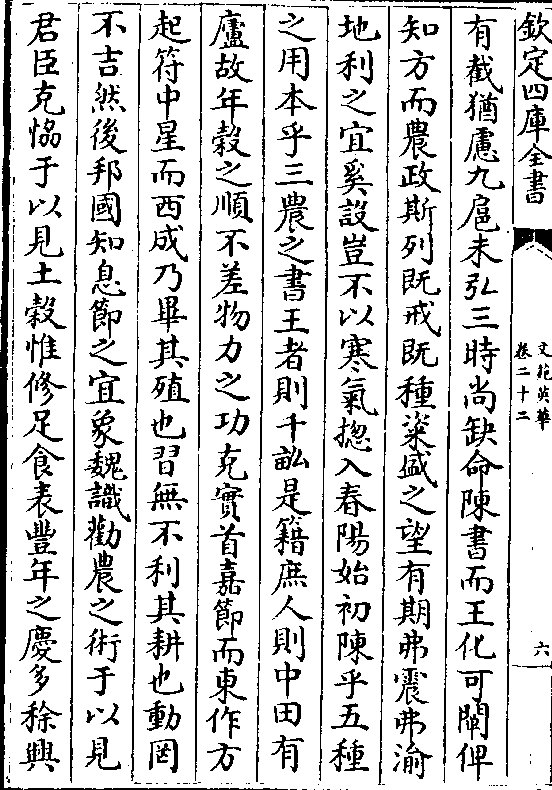 欽定四庫全書
文苑英華
卷二十二
六
有截猶慮九扈未弘三時尚缺命陳書而王化可闡俾
知方而農政斯列既戒既種粢盛之望有期弗震弗渝
地利之宜奚設豈不以寒氣揔入春陽始初陳乎五種
之用本乎三農之書王者則千畝是籍庶人則中田有
廬故年穀之順不差物力之功克實首嘉節而東作方
起符中星而西成乃畢其殖也習無不利其耕也動罔
不吉然後邦國知息節之宜象魏識勸農之術于以見
君臣克恊于以見土穀惟修足食表豐年之慶多稌興